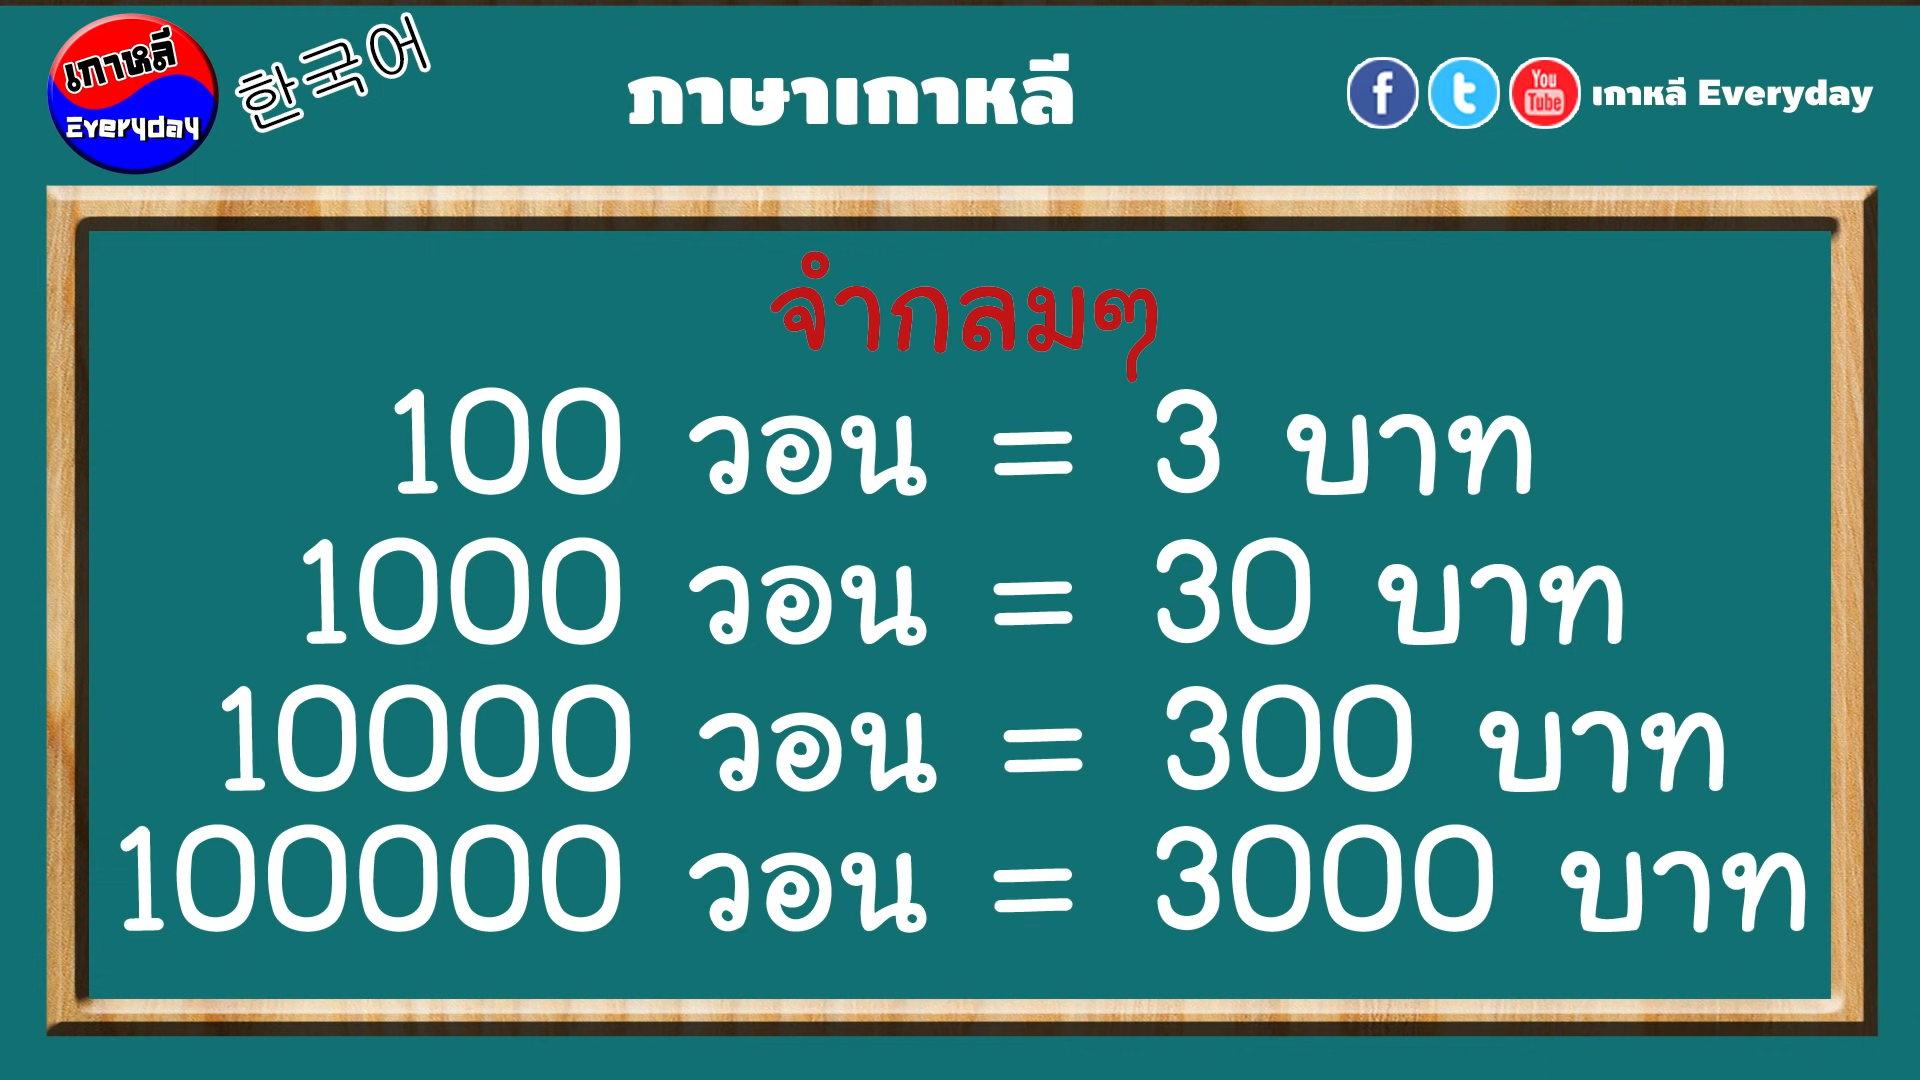 เกาหลี
Everyday
한국어
ภาษาเกาหลี
f t You Tube เกาหลี Everyday
จำกลมๆ
100 วอน = 3 บาท
1000 วอน = 30 บาท
10000 วอน = 300 บาท
100000 วอน = 3000 บาท